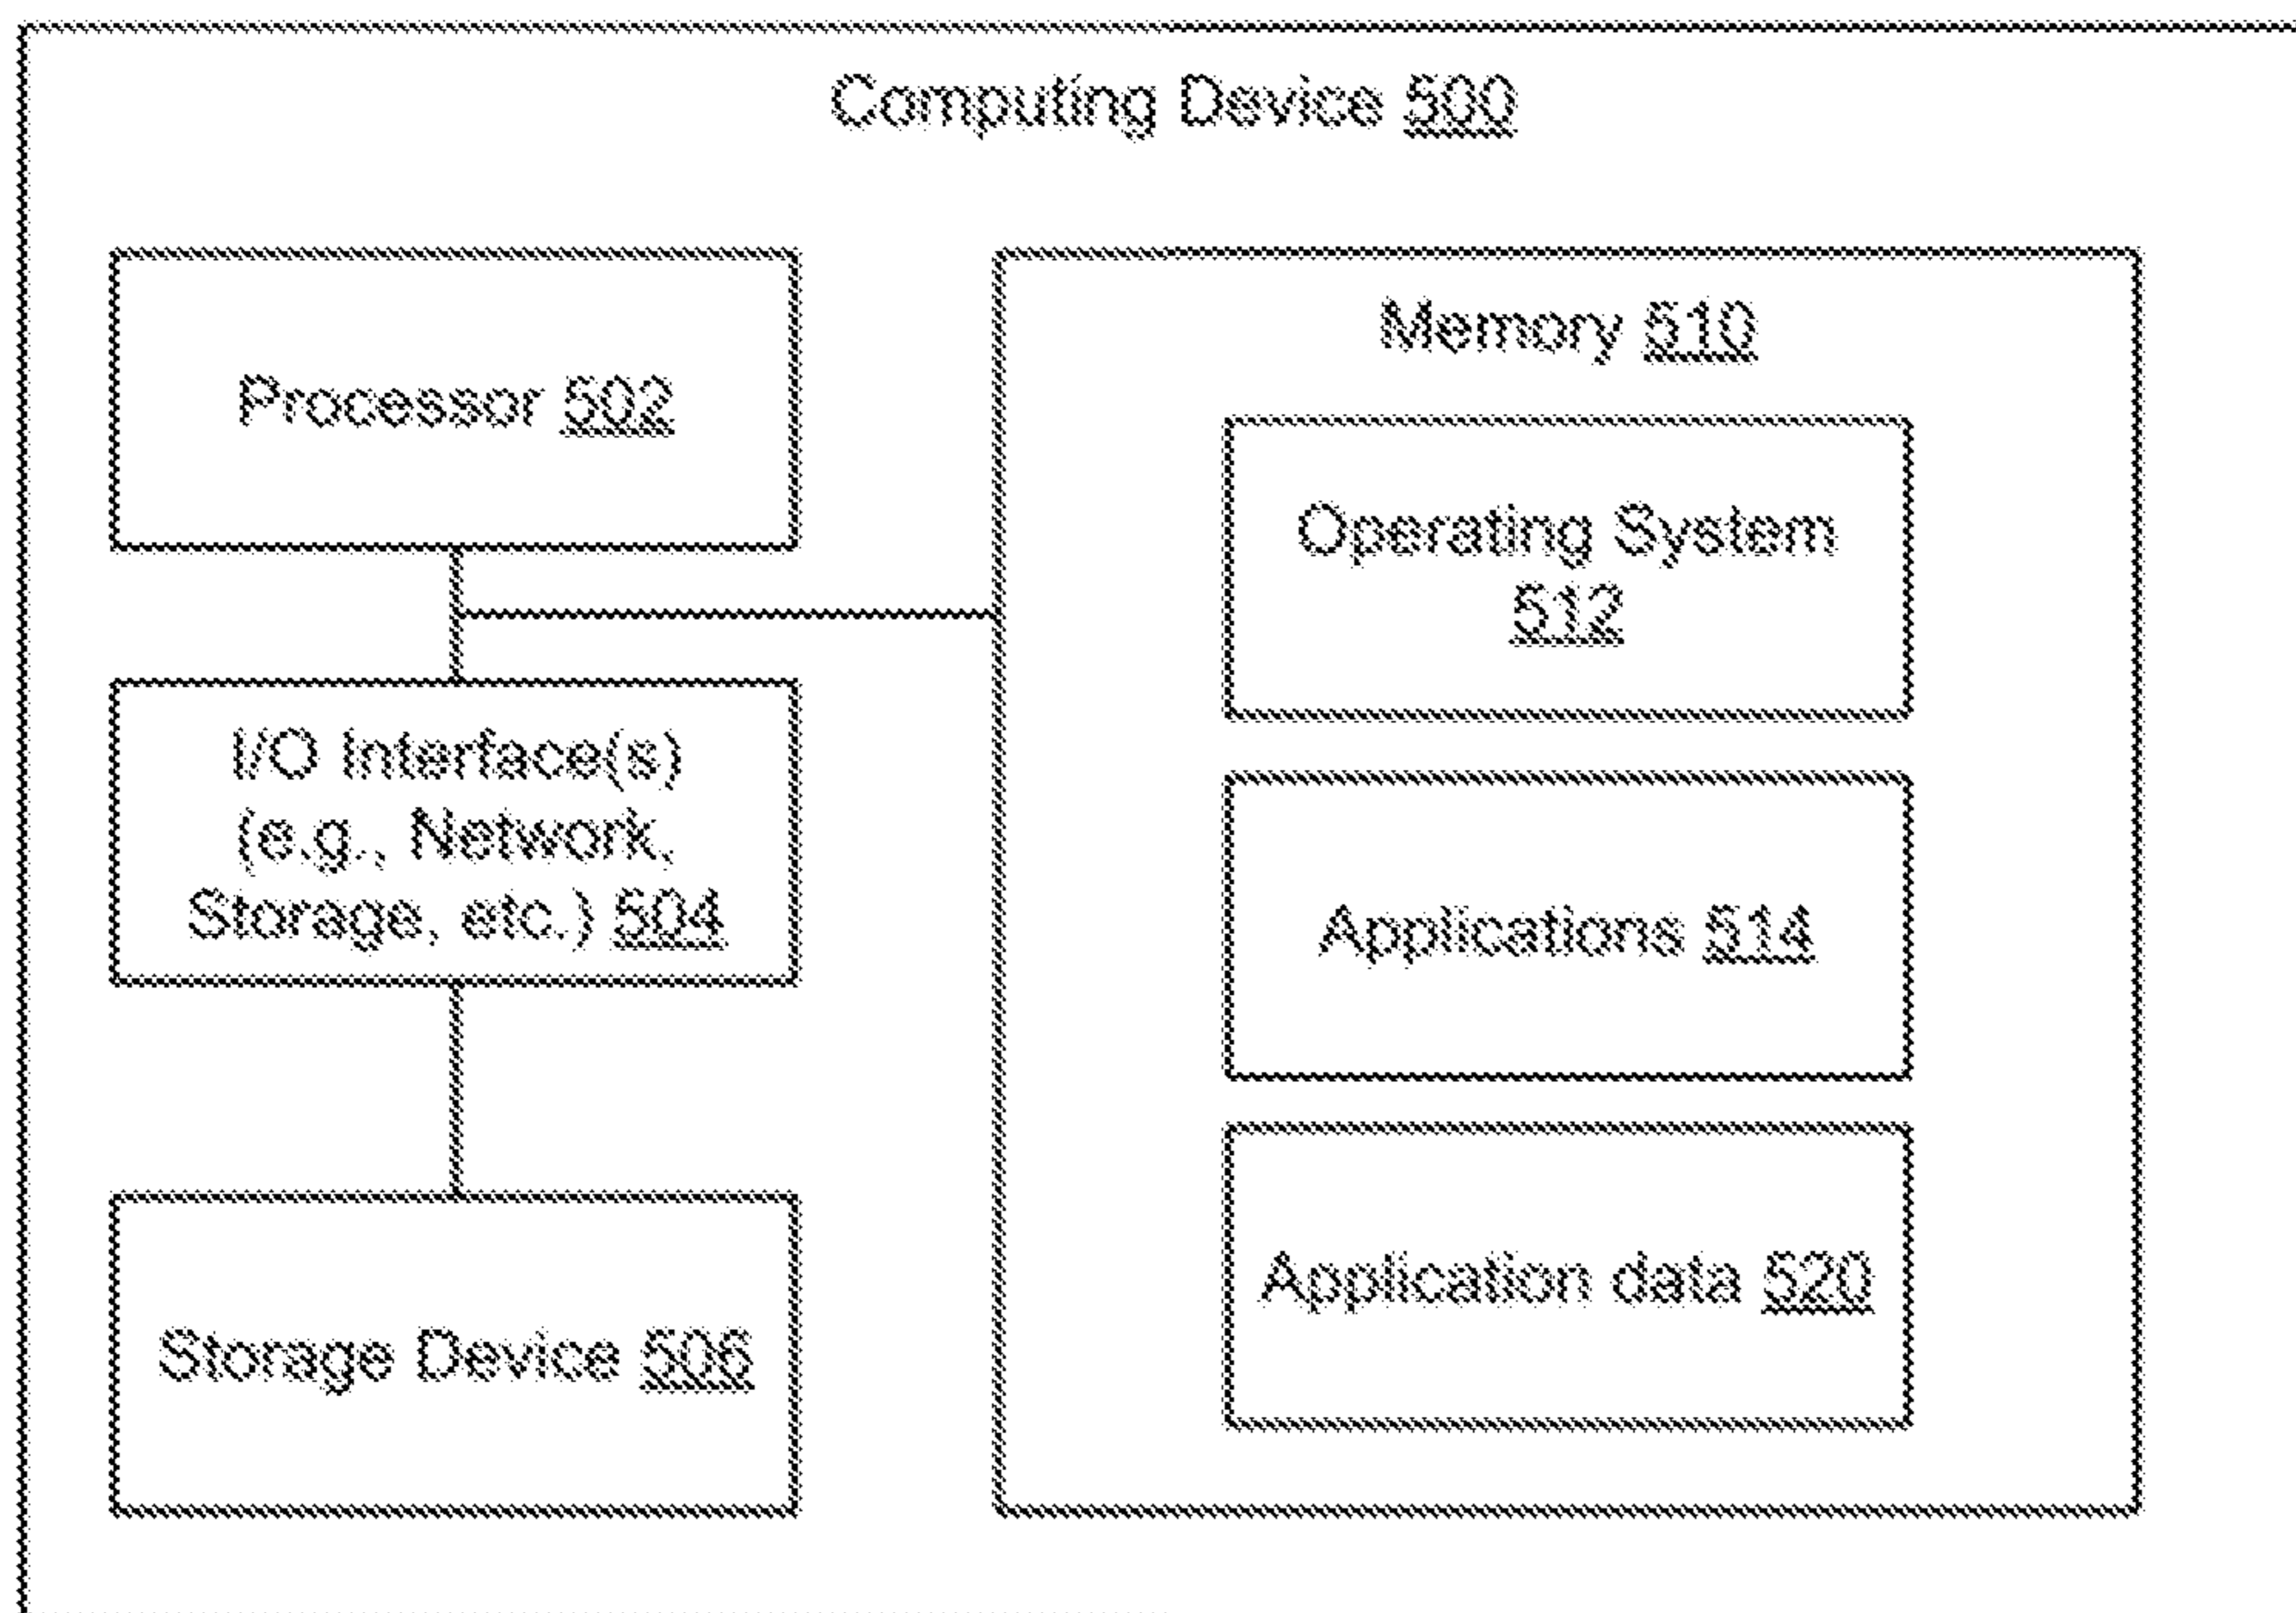 Computing Device 500
Processor 502
I/O Interface(s)
(e.g., Network,
Storage, etc.) 504
Storage Device 506
Memory 510
Operating System
512
Applications 514
Application data 520